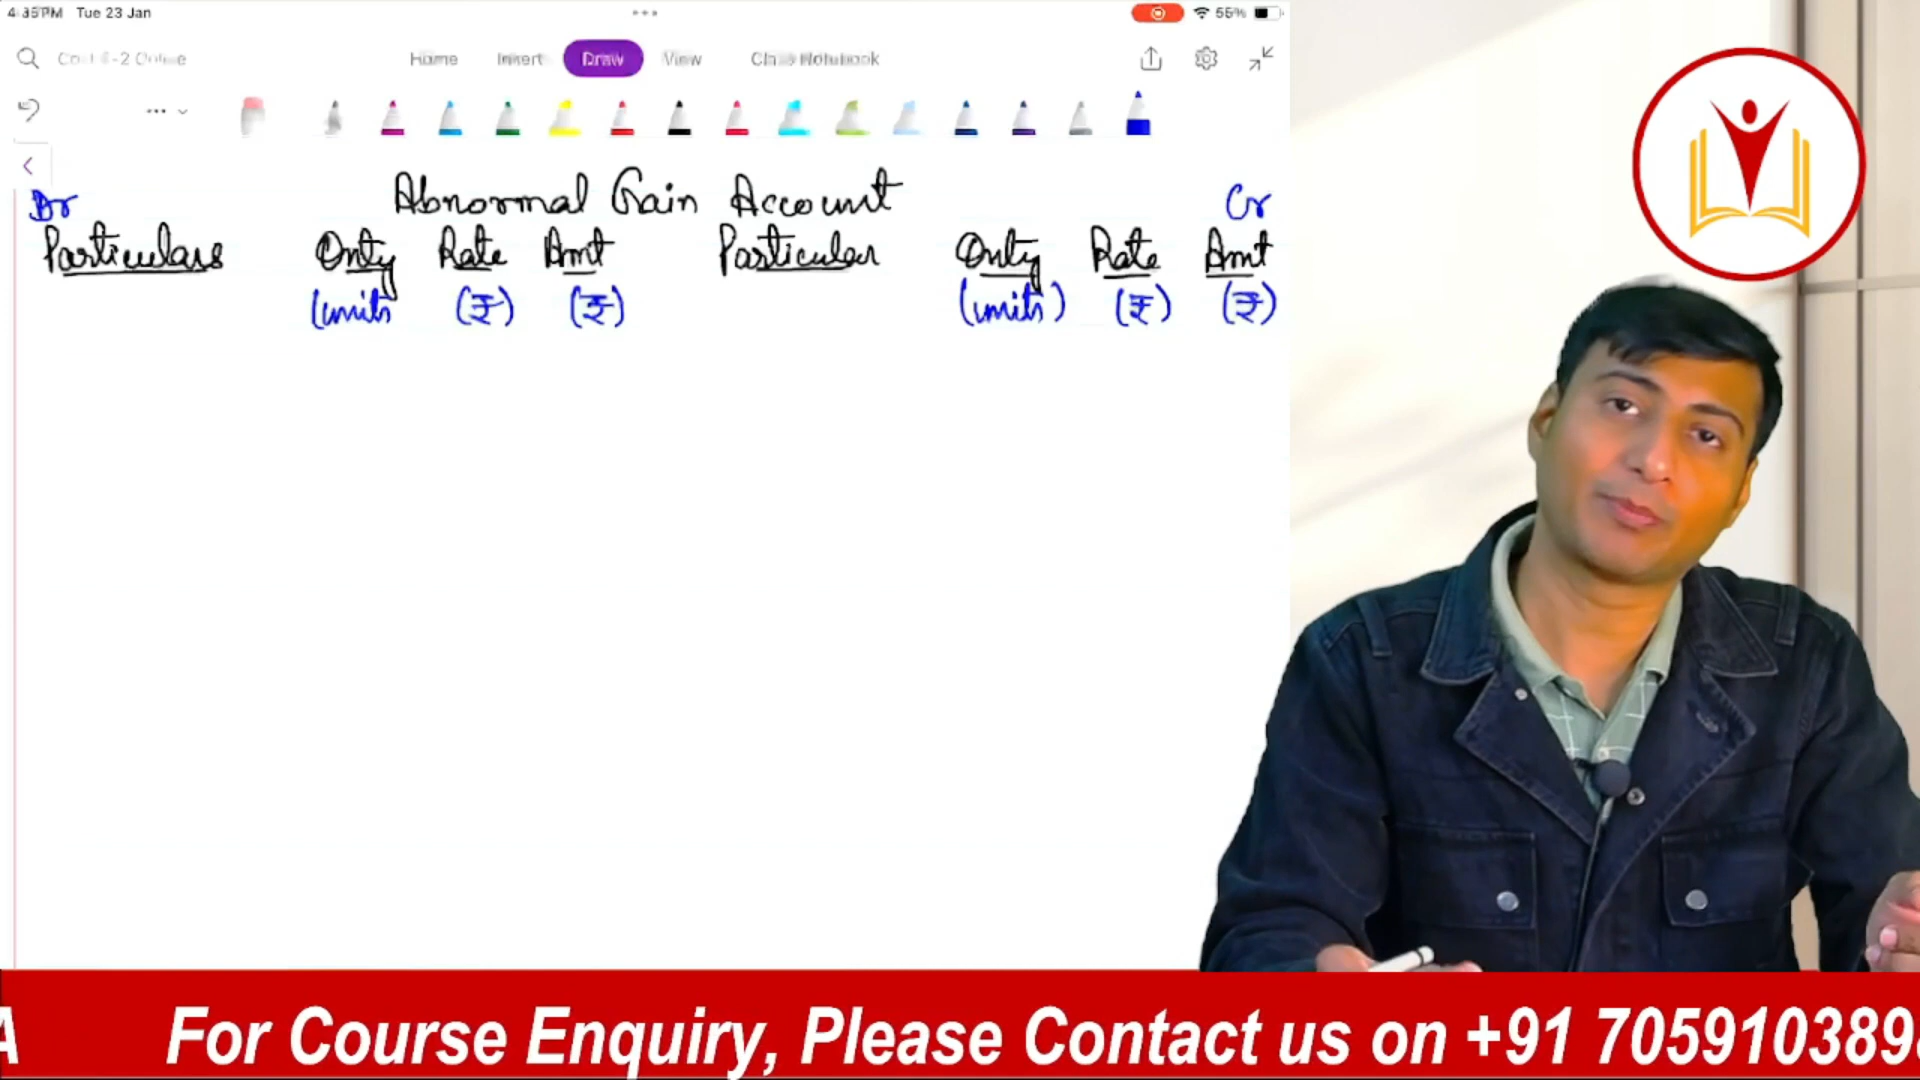 4:35PM Tue 23 Jan
55%
Home Insert Draw View Class Notebook
Abnormal Gain Account
Dr Cr
Particulars Qnty Rate Amt Particular Qnty Rate Amt
(units (₹) (₹) (units) (₹) (₹)
A For Course Enquiry, Please Contact us on +91 705910389